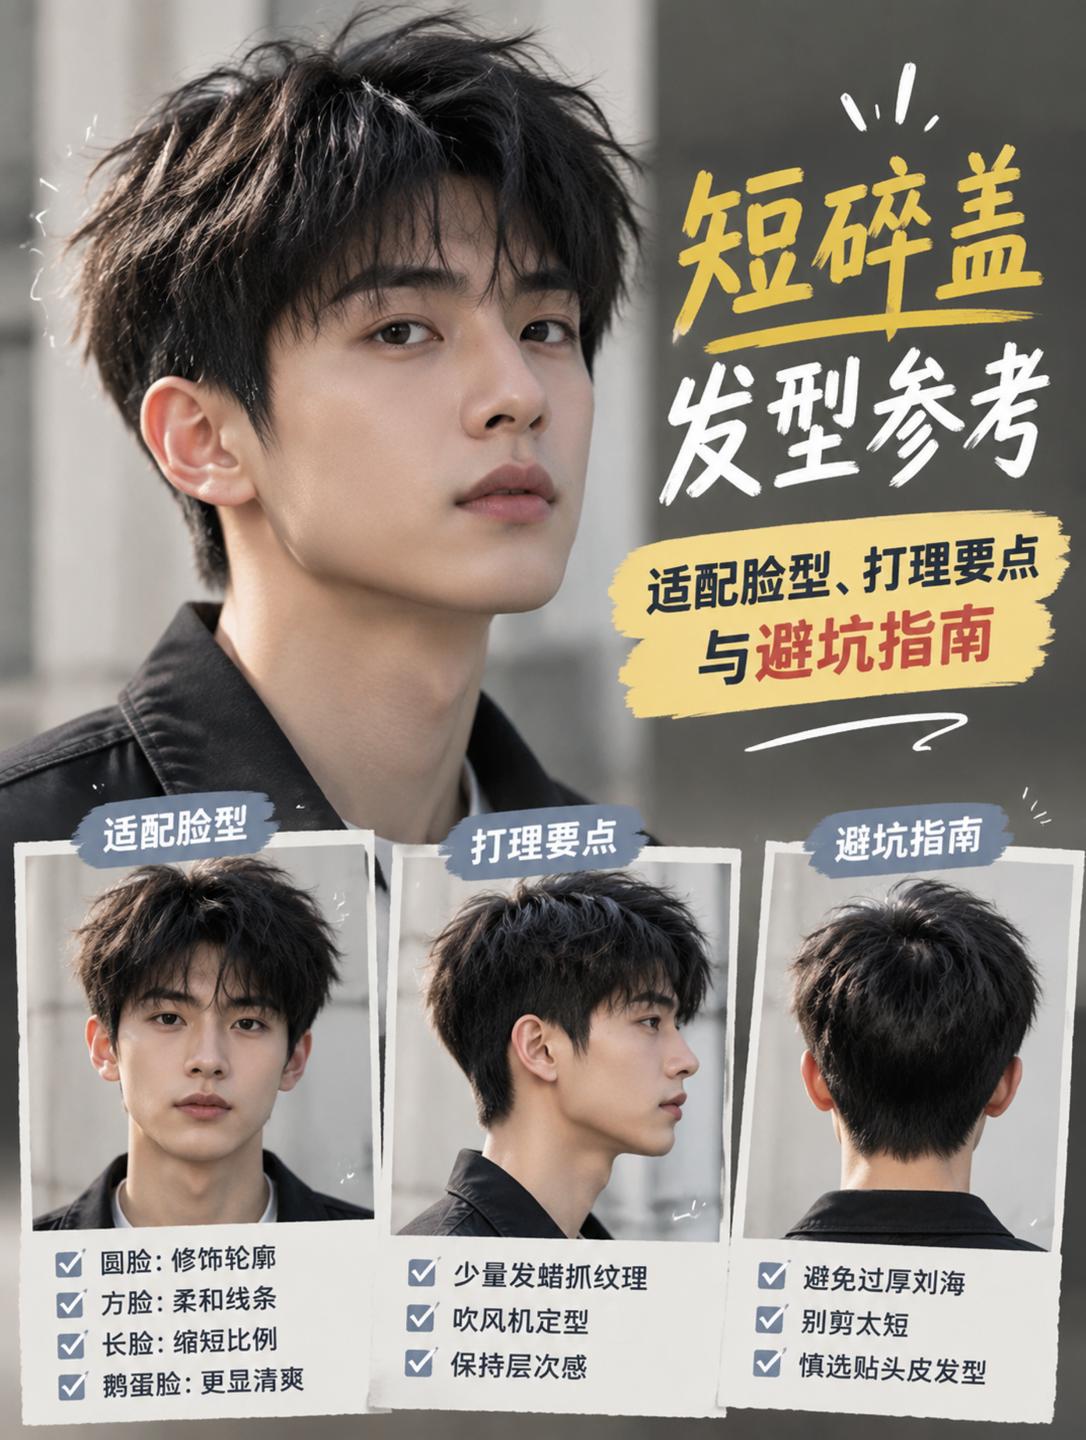 短碎盖
发型参考
适配脸型、打理要点
与避坑指南
适配脸型
圆脸：修饰轮廓
方脸：柔和线条
长脸：缩短比例
鹅蛋脸：更显清爽
打理要点
少量发蜡抓纹理
吹风机定型
保持层次感
避坑指南
避免过厚刘海
别剪太短
慎选贴头皮发型